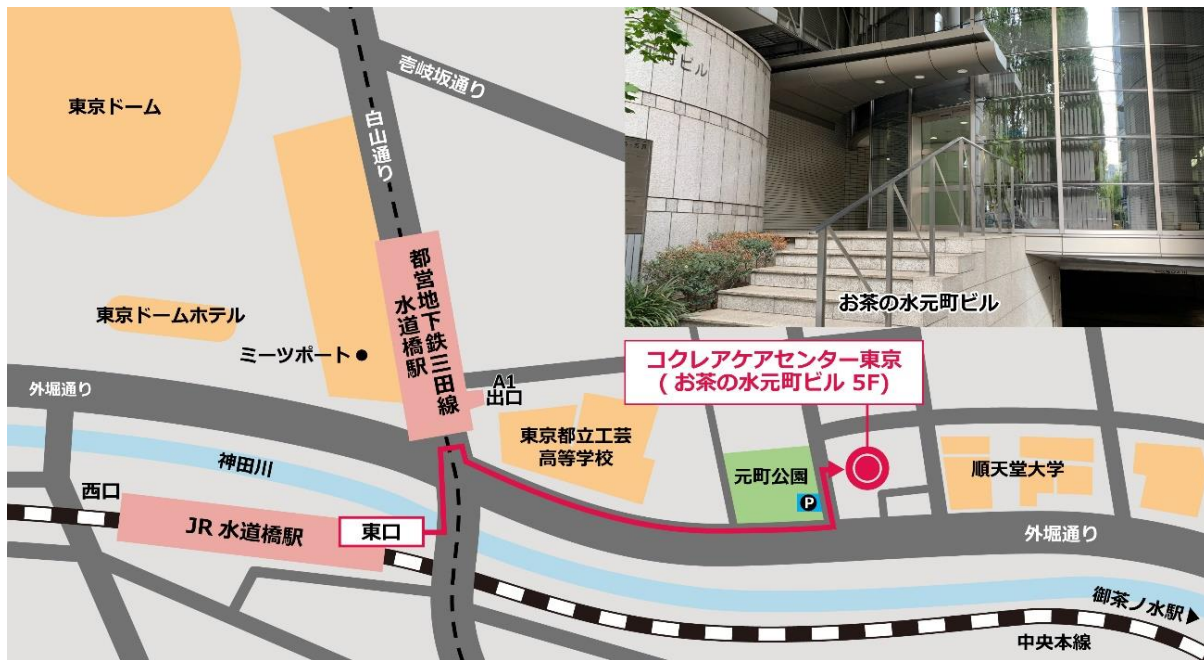 東京ドーム
壱岐坂通り
白山通り
ビル
お茶の水元町ビル
都営地下鉄三田線
水道橋駅
東京ドームホテル
ミーツポート
コクレアケアセンター東京
( お茶の水元町ビル 5F)
A1
出口
外堀通り
東京都立工芸
高等学校
元町公園
P
順天堂大学
神田川
西口
JR 水道橋駅
東口
外堀通り
御茶ノ水駅
中央本線